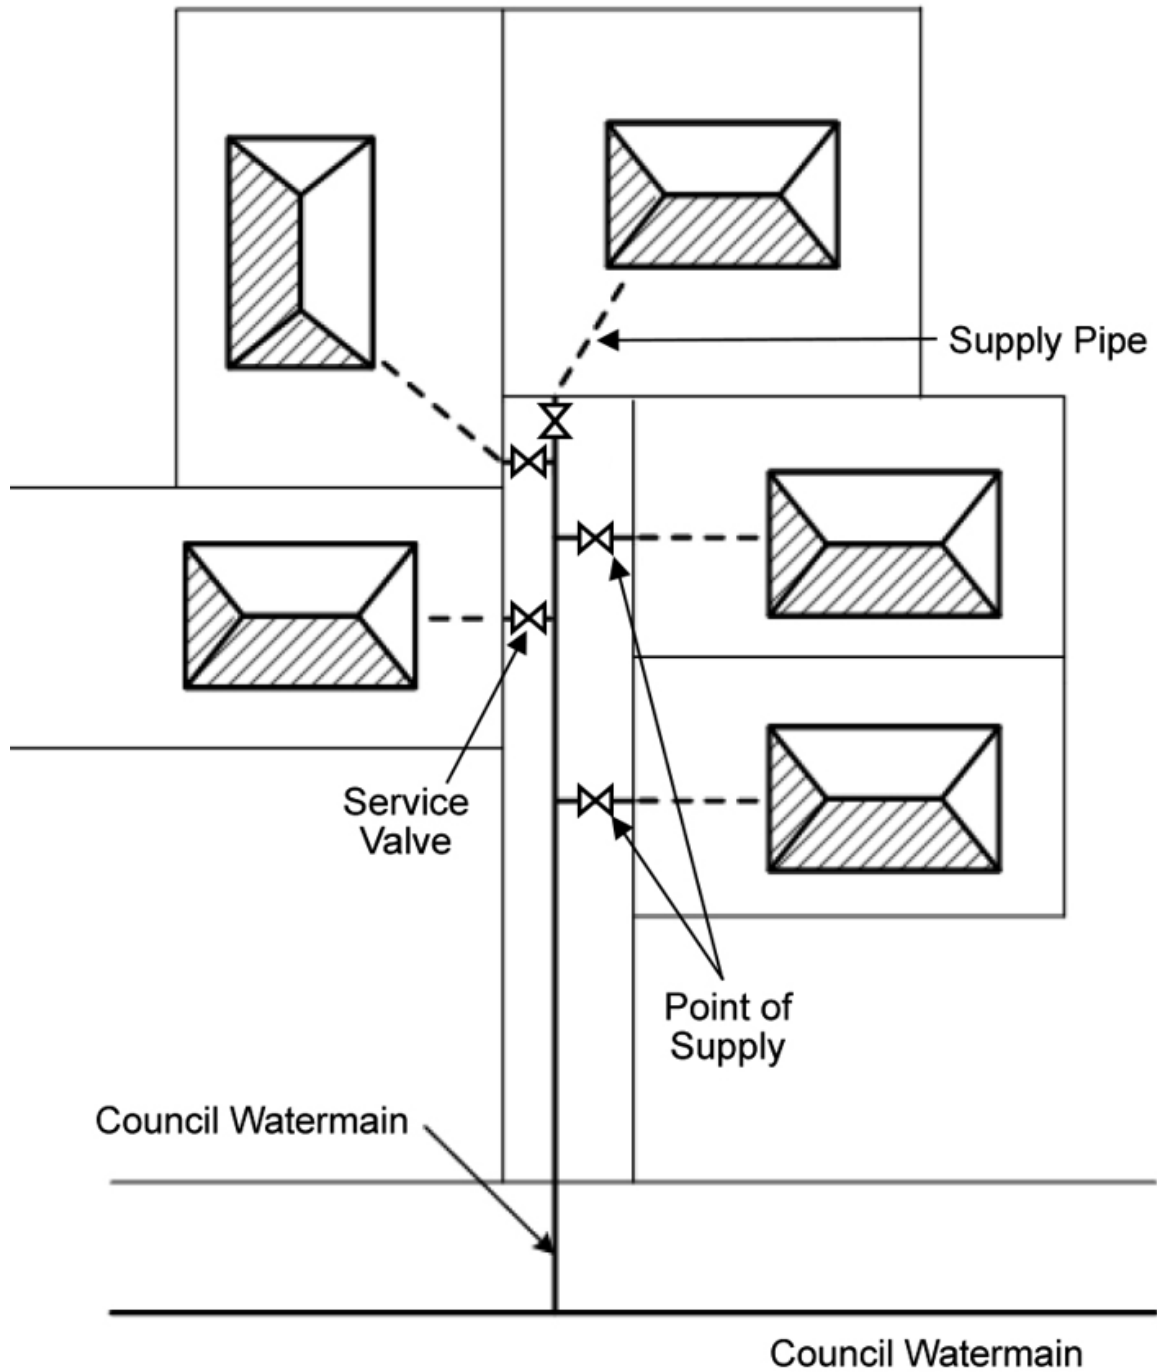 Supply Pipe
Service
Valve
Point of
Supply
Council Watermain
Council Watermain